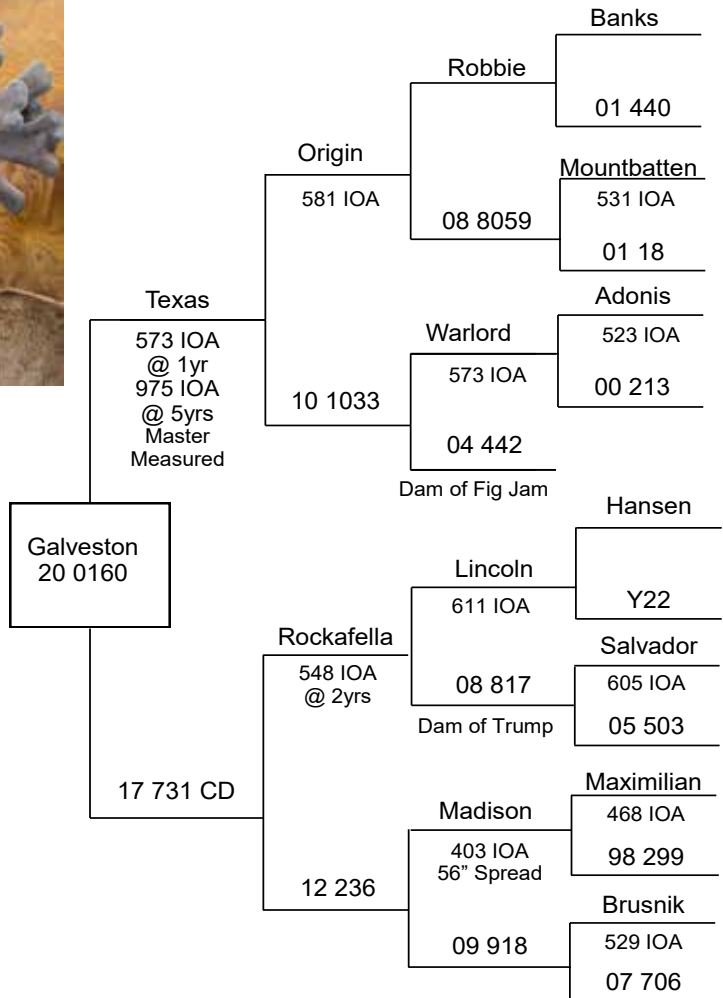 Banks
Robbie
01 440
Origin
Mountbatten
581 IOA
531 IOA
08 8059
01 18
Texas
Adonis
573 IOA
@ 1yr
975 IOA
@ 5yrs
Master
Measured
Warlord
523 IOA
573 IOA
00 213
10 1033
04 442
Dam of Fig Jam
Galveston
20 0160
Hansen
Lincoln
611 IOA
Y22
Rockafella
548 IOA
@ 2yrs
Salvador
605 IOA
08 817
05 503
Dam of Trump
17 731 CD
Maximilian
Madison
468 IOA
403 IOA
56” Spread
98 299
12 236
Brusnik
09 918
529 IOA
07 706